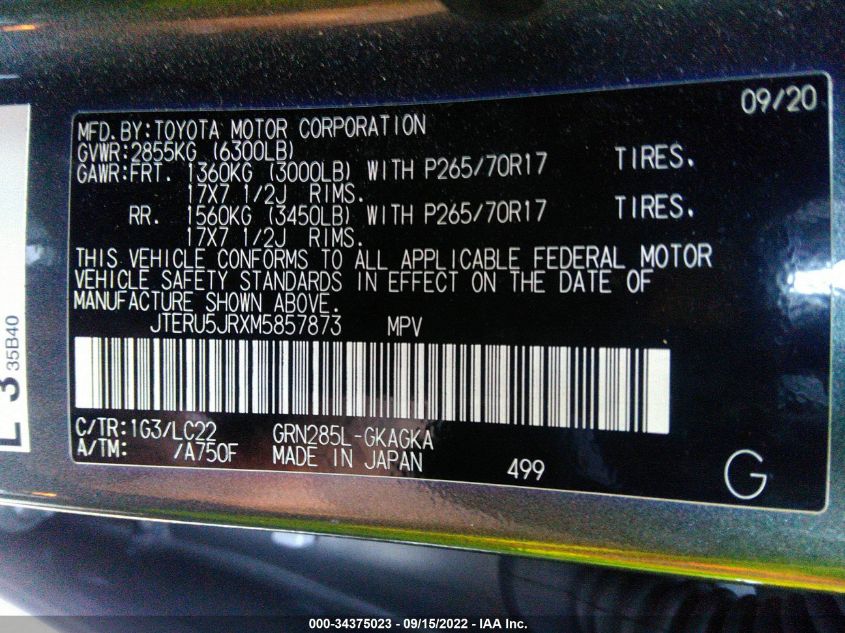 09/20
MFD.BY:TOYOTA MOTOR CORPORATION
GVWR:2855KG (6300LB)
GAWR:FRT. 1360KG (3000LB) WITH P265/70R17 TIRES.
17X7 1/2J RIMS.
RR. 1560KG (3450LB) WITH P265/70R17 TIRES.
17X7 1/2J RIMS.
THIS VEHICLE CONFORMS TO ALL APPLICABLE FEDERAL MOTOR
VEHICLE SAFETY STANDARDS IN EFFECT ON THE DATE OF
MANUFACTURE SHOWN ABOVE.
JTERU5JRXM5857873 MPV
C/TR:1G3/LC22 GRN285L-GKAGKA
A/TM: /A750F MADE IN JAPAN 499 G
35B40
000-34375023 - 09/15/2022 - IAA Inc.